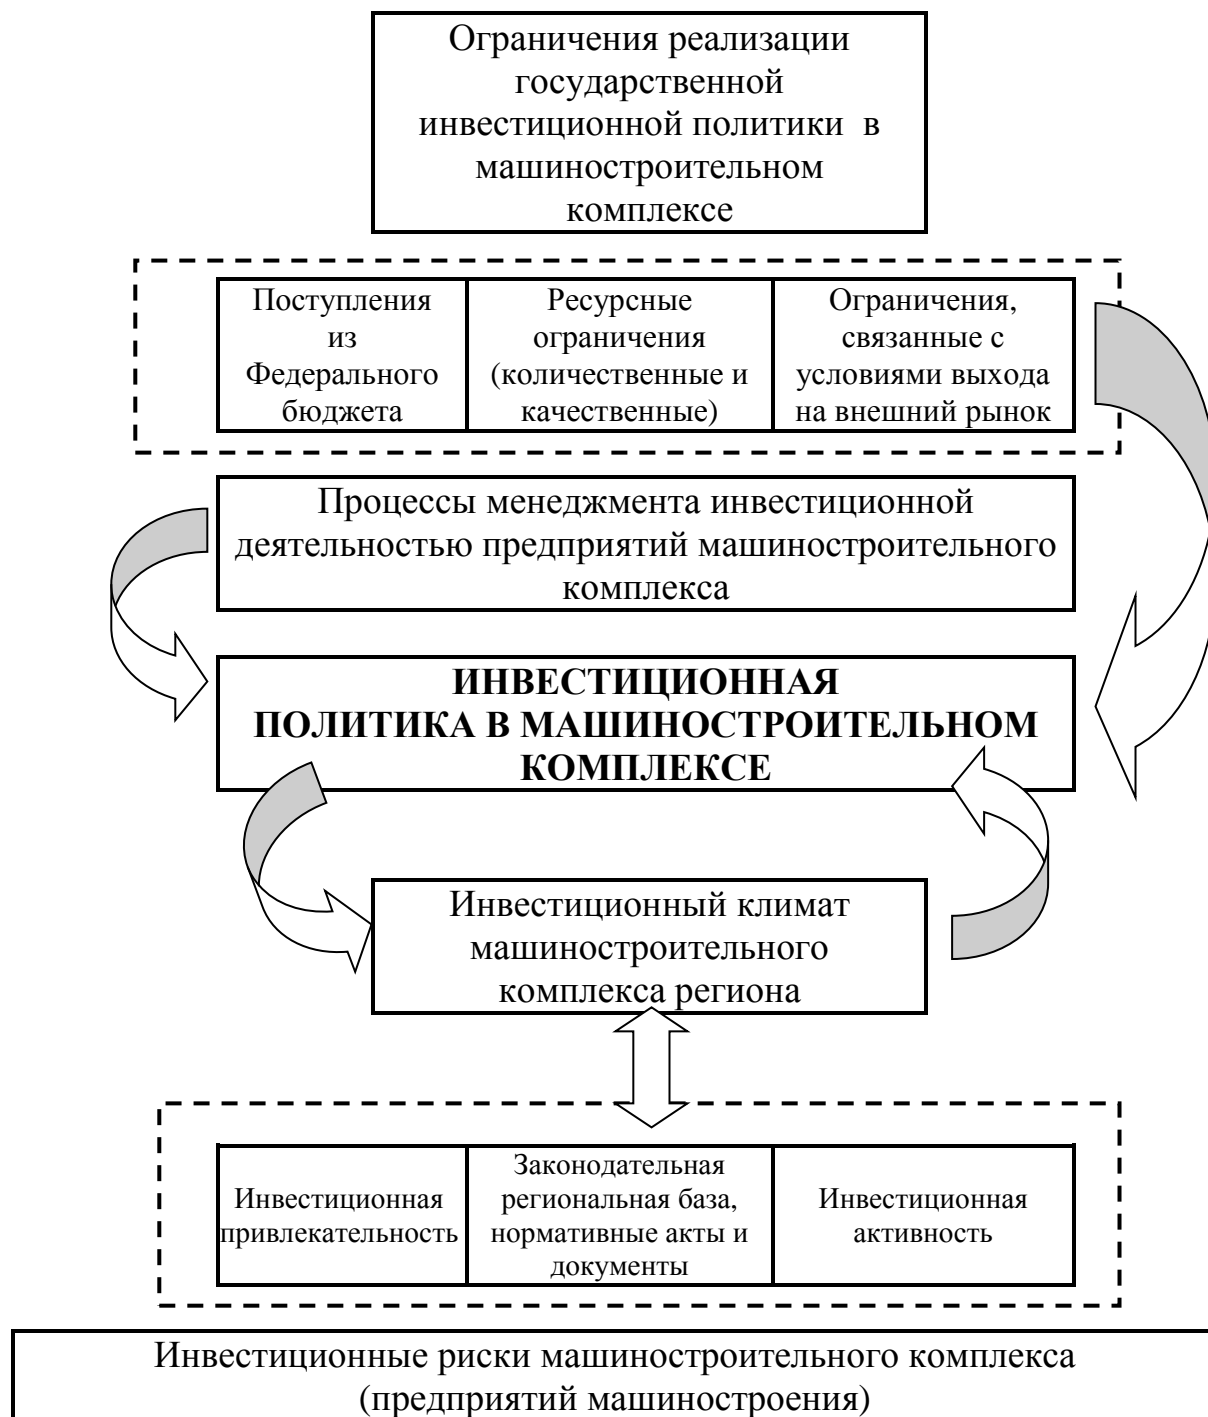 Ограничения реализации
государственной
инвестиционной политики  в
машиностроительном
комплексе
Поступления
из
Федерального
бюджета
Ресурсные
ограничения
(количественные и
качественные)
Ограничения,
связанные с
условиями выхода
на внешний рынок
Процессы менеджмента инвестиционной
деятельностью предприятий машиностроительного
комплекса
ИНВЕСТИЦИОННАЯ
ПОЛИТИКА В МАШИНОСТРОИТЕЛЬНОМ
КОМПЛЕКСЕ
Инвестиционный климат
машиностроительного
комплекса региона
Инвестиционная
привлекательность
Законодательная
региональная база,
нормативные акты и
документы
Инвестиционная
активность
Инвестиционные риски машиностроительного комплекса
(предприятий машиностроения)